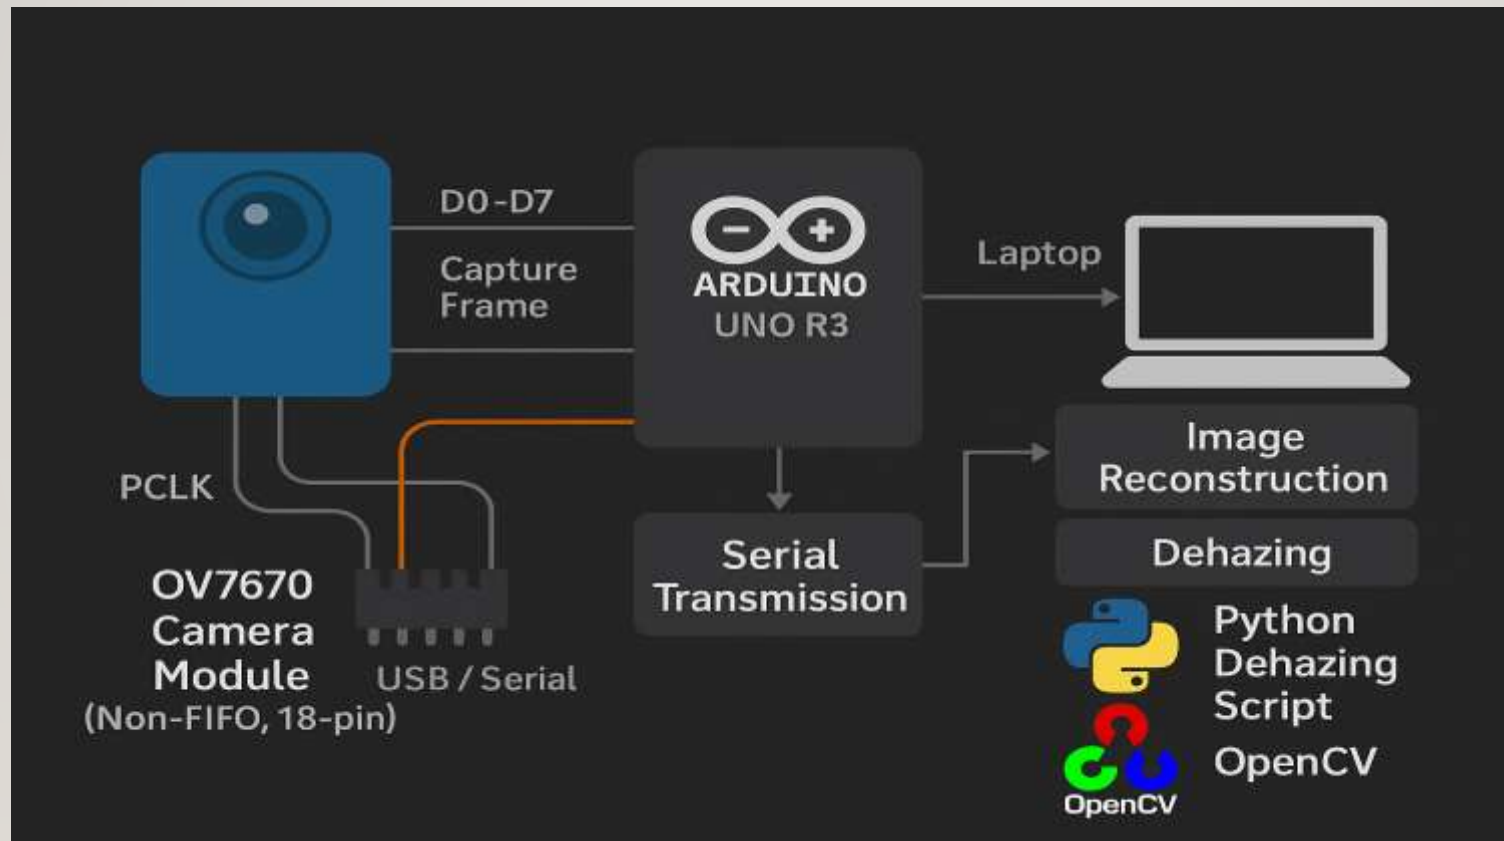 D0-D7
Capture
Frame
PCLK
OV7670
Camera
Module
(Non-FIFO, 18-pin)
USB / Serial
ARDUINO
UNO R3
Serial
Transmission
Laptop
Image
Reconstruction
Dehazing
Python
Dehazing
Script
OpenCV
OpenCV